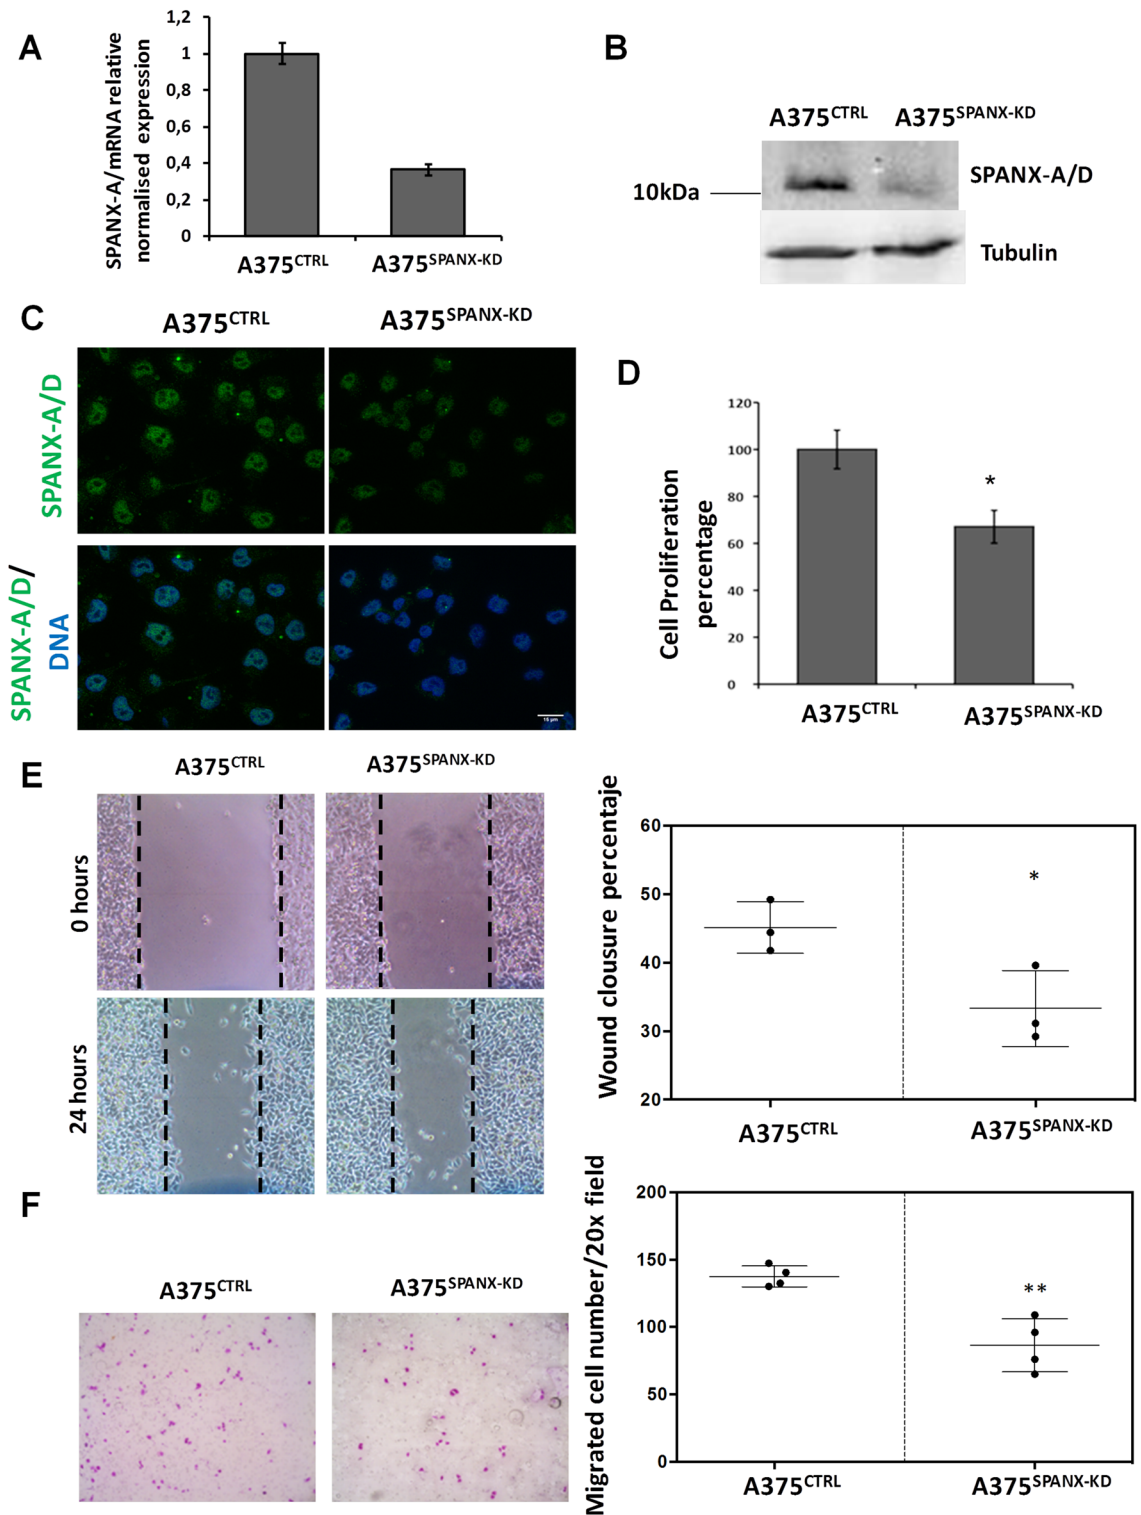 A
SPANX-A/mRNA relative
normalised expression
1,2
1
0,8
0,6
0,4
0,2
0
A375CTRL
A375SPANX-KD
B
A375CTRL
A375SPANX-KD
10kDa
SPANX-A/D
Tubulin
C
A375CTRL
A375SPANX-KD
SPANX-A/D
SPANX-A/D/
DNA
15 µm
D
Cell Proliferation
percentage
120
100
80
60
40
20
0
*
A375CTRL
A375SPANX-KD
E
A375CTRL
A375SPANX-KD
0 hours
24 hours
Wound clousure percentaje
60
50
40
30
20
*
A375CTRL
A375SPANX-KD
F
A375CTRL
A375SPANX-KD
Migrated cell number/20x field
200
150
100
50
0
**
A375CTRL
A375SPANX-KD